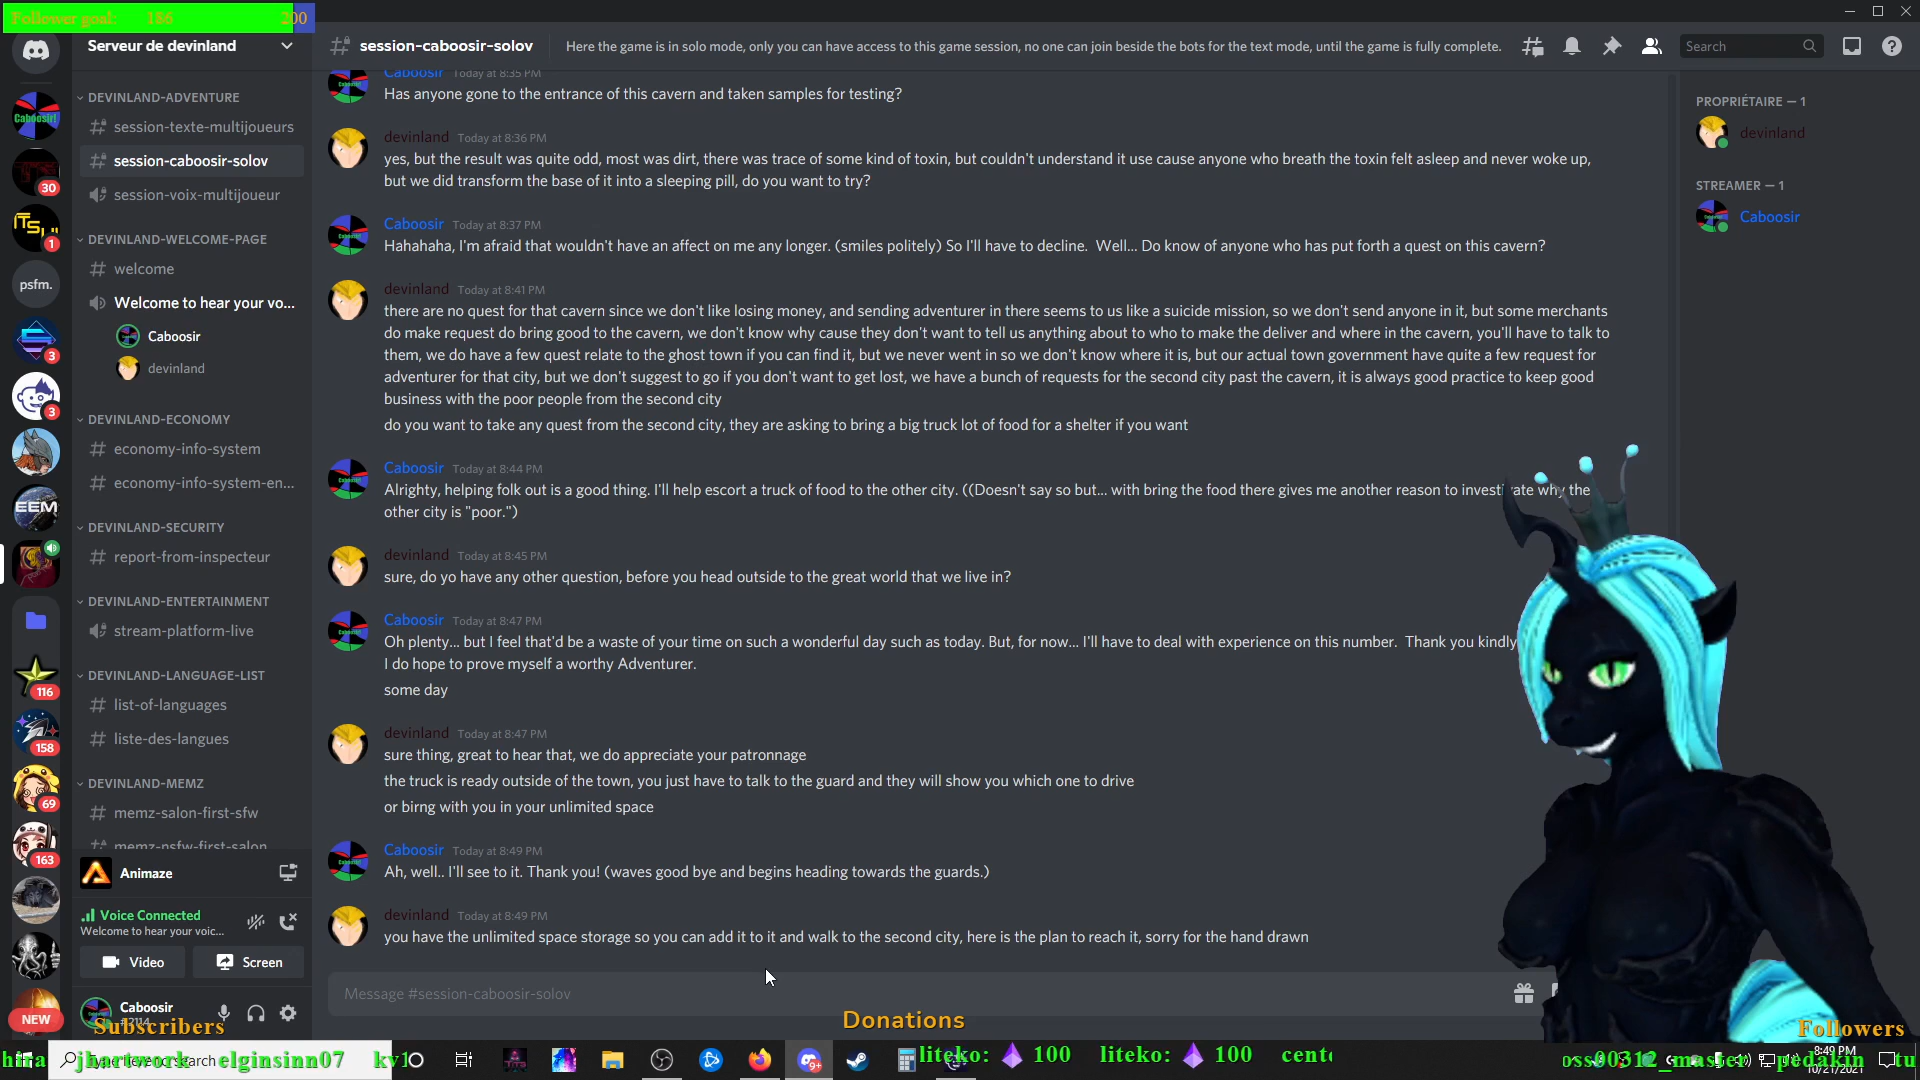 Follower goal: 186 200
Serveur de devinland
session-caboosir-solov
Here the game is in solo mode, only you can have access to this game session, no one can join beside the bots for the text mode, until the game is fully complete.
Search
DEVINLAND-ADVENTURE
session-texte-multijoueurs
session-caboosir-solov
session-voix-multijoueur
DEVINLAND-WELCOME-PAGE
welcome
Welcome to hear your vo...
Caboosir
devinland
DEVINLAND-ECONOMY
economy-info-system
economy-info-system-en...
DEVINLAND-SECURITY
report-from-inspecteur
DEVINLAND-ENTERTAINMENT
stream-platform-live
DEVINLAND-LANGUAGE-LIST
list-of-languages
liste-des-langues
DEVINLAND-MEMZ
memz-salon-first-sfw
memz-nsfw-first-salon
Animaze
Voice Connected
Welcome to hear your voic...
Video
Screen
Caboosir
Subscribers
Caboosir!
30
1
psfm.
3
3
EEM
116
158
69
163
NEW
Caboosir Today at 8:35 PM
Has anyone gone to the entrance of this cavern and taken samples for testing?
devinland Today at 8:36 PM
yes, but the result was quite odd, most was dirt, there was trace of some kind of toxin, but couldn't understand it use cause anyone who breath the toxin felt asleep and never woke up,
but we did transform the base of it into a sleeping pill, do you want to try?
Caboosir Today at 8:37 PM
Hahahaha, I'm afraid that wouldn't have an affect on me any longer. (smiles politely) So I'll have to decline. Well... Do know of anyone who has put forth a quest on this cavern?
devinland Today at 8:41 PM
there are no quest for that cavern since we don't like losing money, and sending adventurer in there seems to us like a suicide mission, so we don't send anyone in it, but some merchants
do make request do bring good to the cavern, we don't know why cause they don't want to tell us anything about to who to make the deliver and where in the cavern, you'll have to talk to
them, we do have a few quest relate to the ghost town if you can find it, but we never went in so we don't know where it is, but our actual town government have quite a few request for
adventurer for that city, but we don't suggest to go if you don't want to get lost, we have a bunch of requests for the second city past the cavern, it is always good practice to keep good
business with the poor people from the second city
do you want to take any quest from the second city, they are asking to bring a big truck lot of food for a shelter if you want
Caboosir Today at 8:44 PM
Alrighty, helping folk out is a good thing. I'll help escort a truck of food to the other city. ((Doesn't say so but... with bring the food there gives me another reason to investigate why the
other city is "poor.")
devinland Today at 8:45 PM
sure, do yo have any other question, before you head outside to the great world that we live in?
Caboosir Today at 8:47 PM
Oh plenty... but I feel that'd be a waste of your time on such a wonderful day such as today. But, for now... I'll have to deal with experience on this number. Thank you kindly
I do hope to prove myself a worthy Adventurer.
some day
devinland Today at 8:47 PM
sure thing, great to hear that, we do appreciate your patronnage
the truck is ready outside of the town, you just have to talk to the guard and they will show you which one to drive
or birng with you in your unlimited space
Caboosir Today at 8:49 PM
Ah, well.. I'll see to it. Thank you! (waves good bye and begins heading towards the guards.)
devinland Today at 8:49 PM
you have the unlimited space storage so you can add it to it and walk to the second city, here is the plan to reach it, sorry for the hand drawn
Message #session-caboosir-solov
PROPRIÉTAIRE — 1
devinland
STREAMER — 1
Caboosir
Donations
Followers
jhartwork elginsinn07
liteko: 100 liteko: 100
8:49 PM
10/21/2021